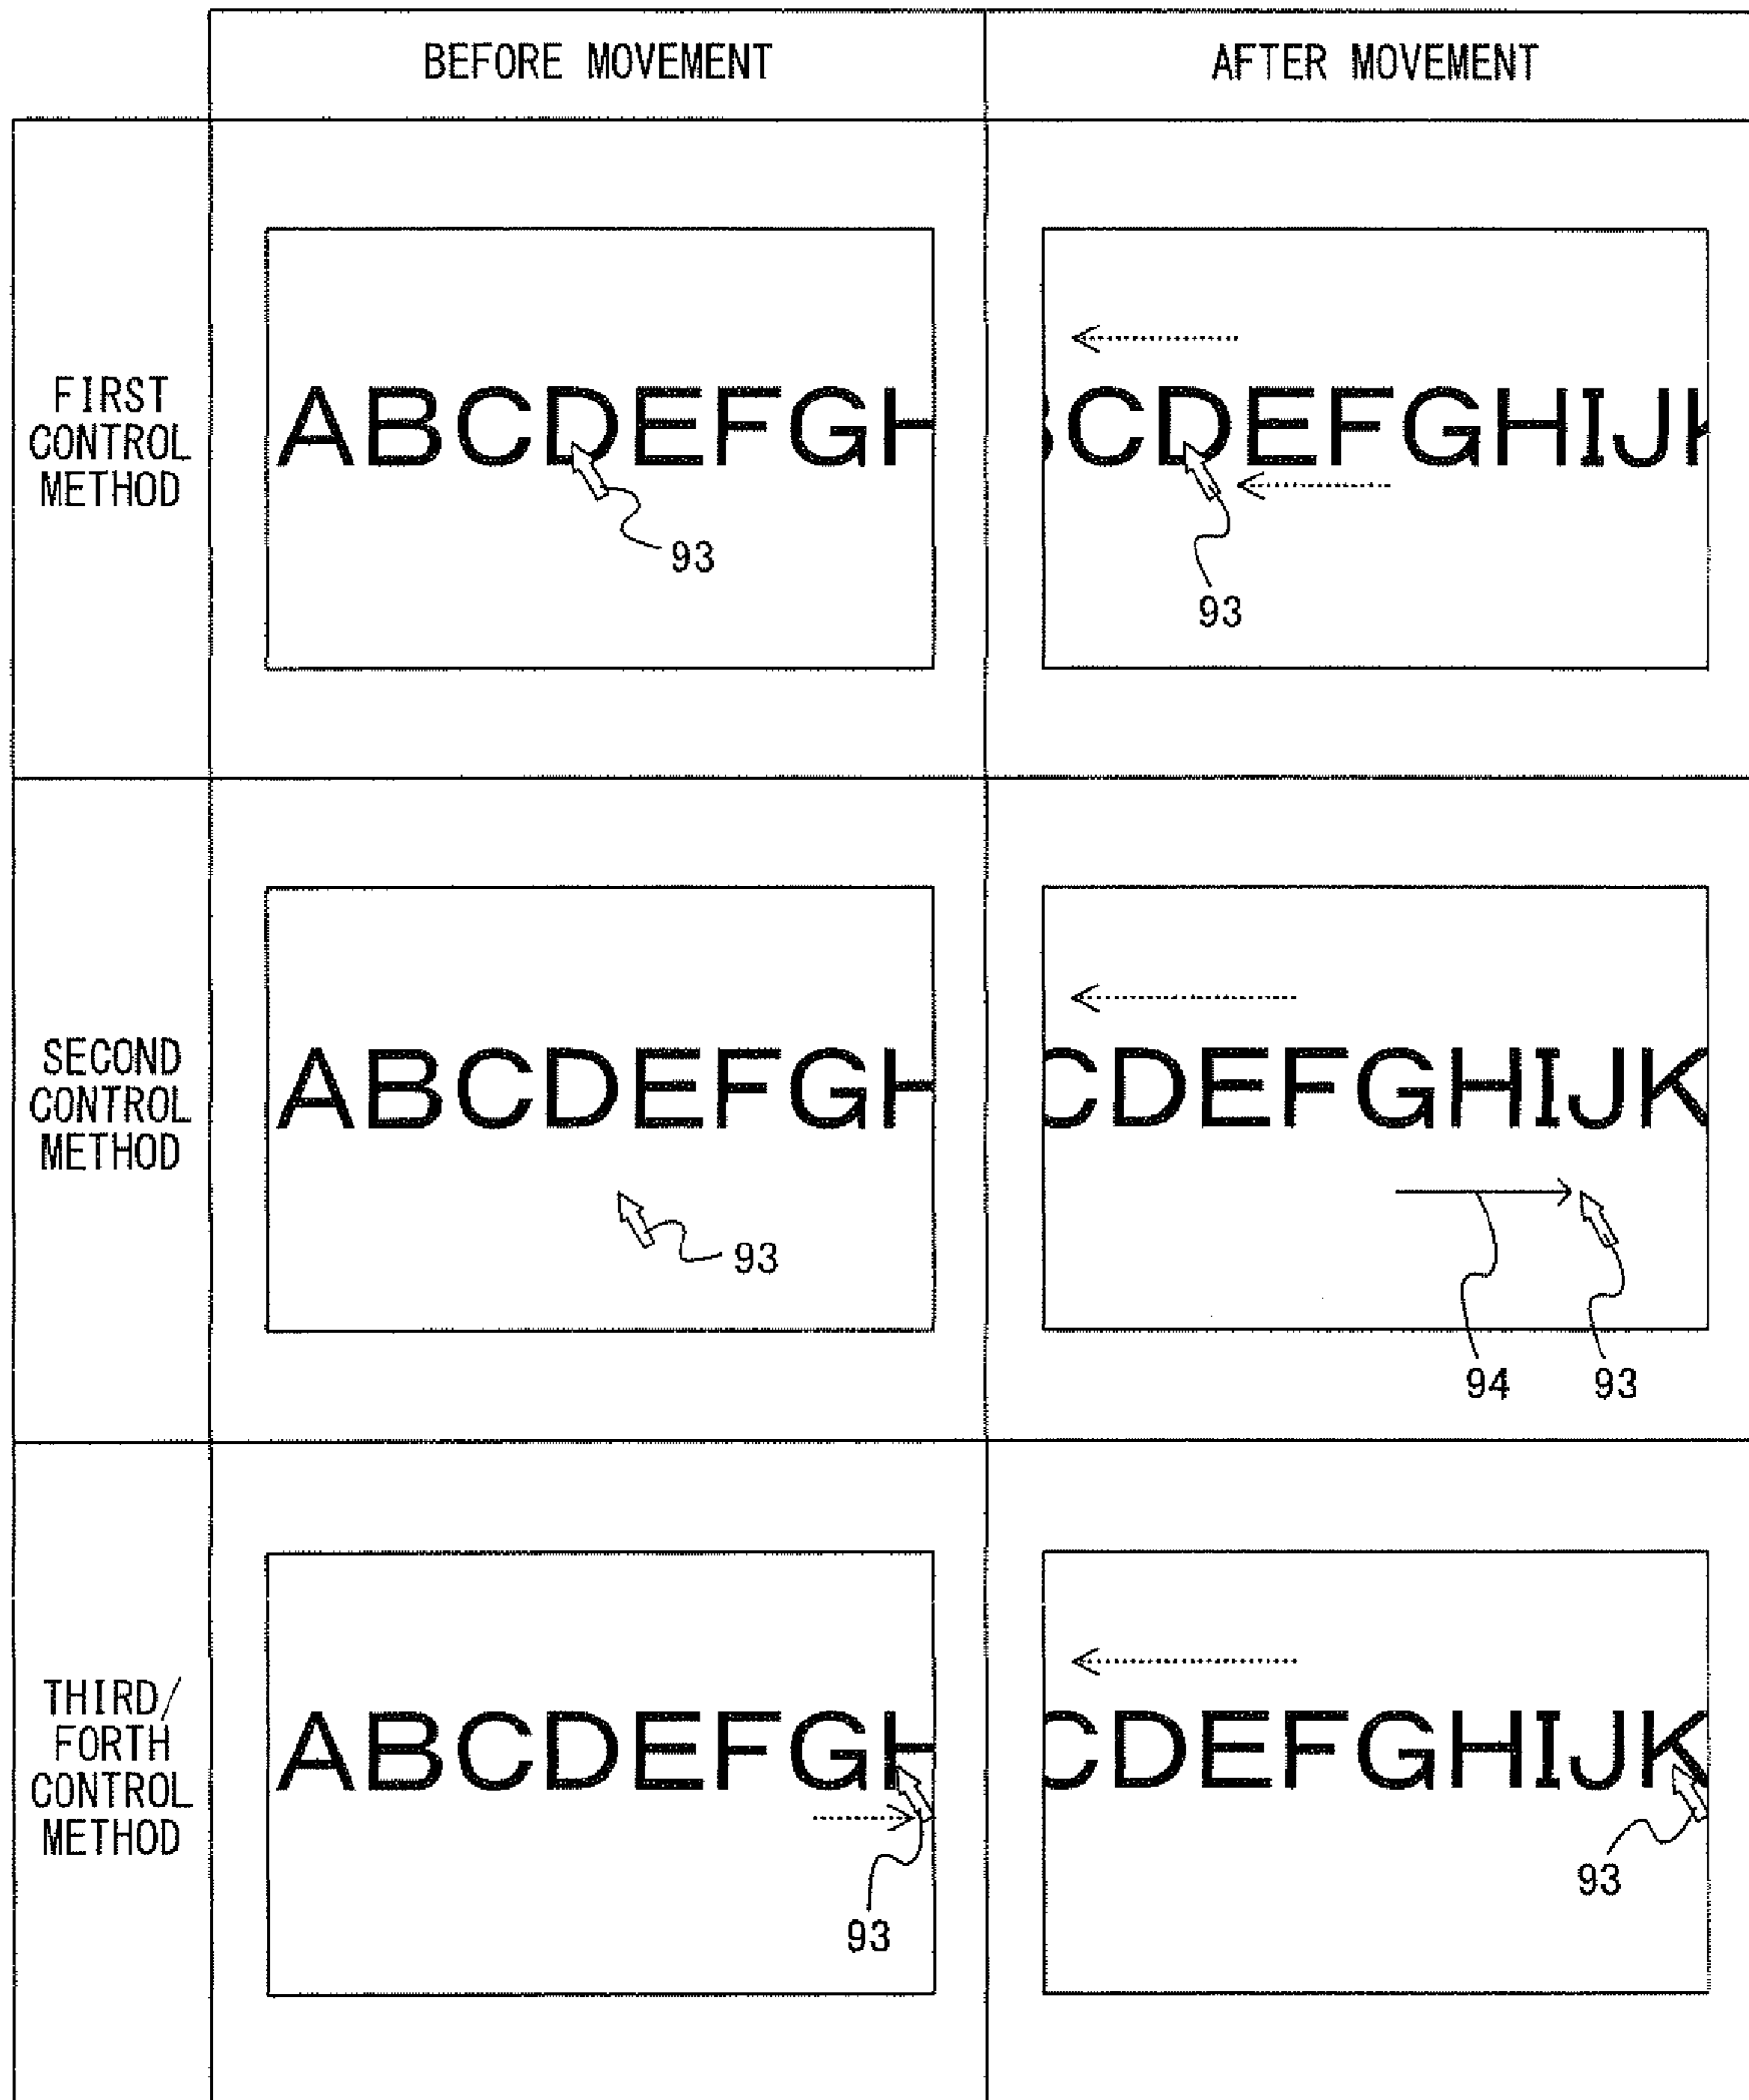 BEFORE MOVEMENT
AFTER MOVEMENT
FIRST
CONTROL
METHOD
ABCDEFGH
93
BCDEFGHIJK
93
SECOND
CONTROL
METHOD
ABCDEFGH
93
CDEFGHIJK
94
93
THIRD/
FORTH
CONTROL
METHOD
ABCDEFGH
93
CDEFGHIJK
93